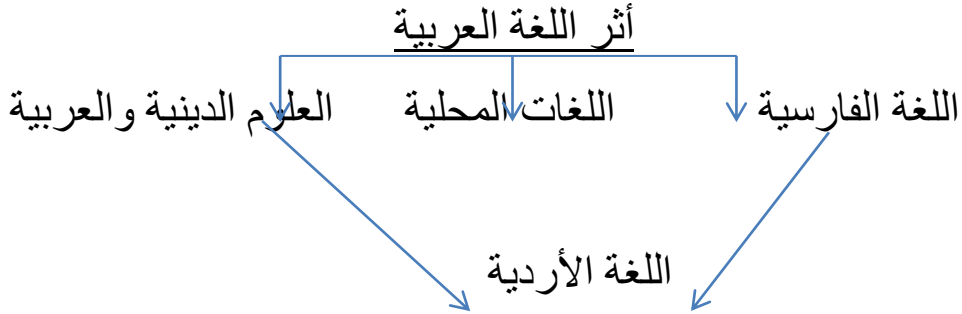 أثر اللغة العربية
اللغة الفارسية اللغات المحلية العلوم الدينية والعربية
اللغة الأردية